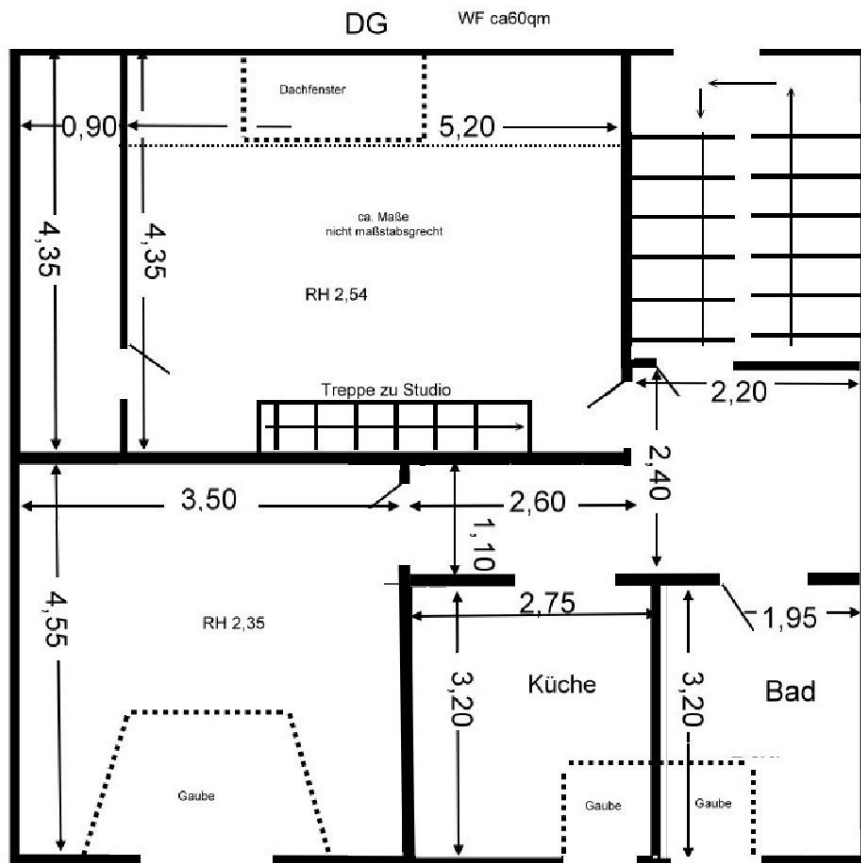 DG
WF ca60qm
Dachfenster
0,90
5,20
ca. Maße
nicht maßstabsgrecht
4,35
4,35
RH 2,54
Treppe zu Studio
2,20
2,40
3,50
2,60
1,10
4,55
RH 2,35
2,75
1,95
3,20
Küche
3,20
Bad
Gaube
Gaube
Gaube